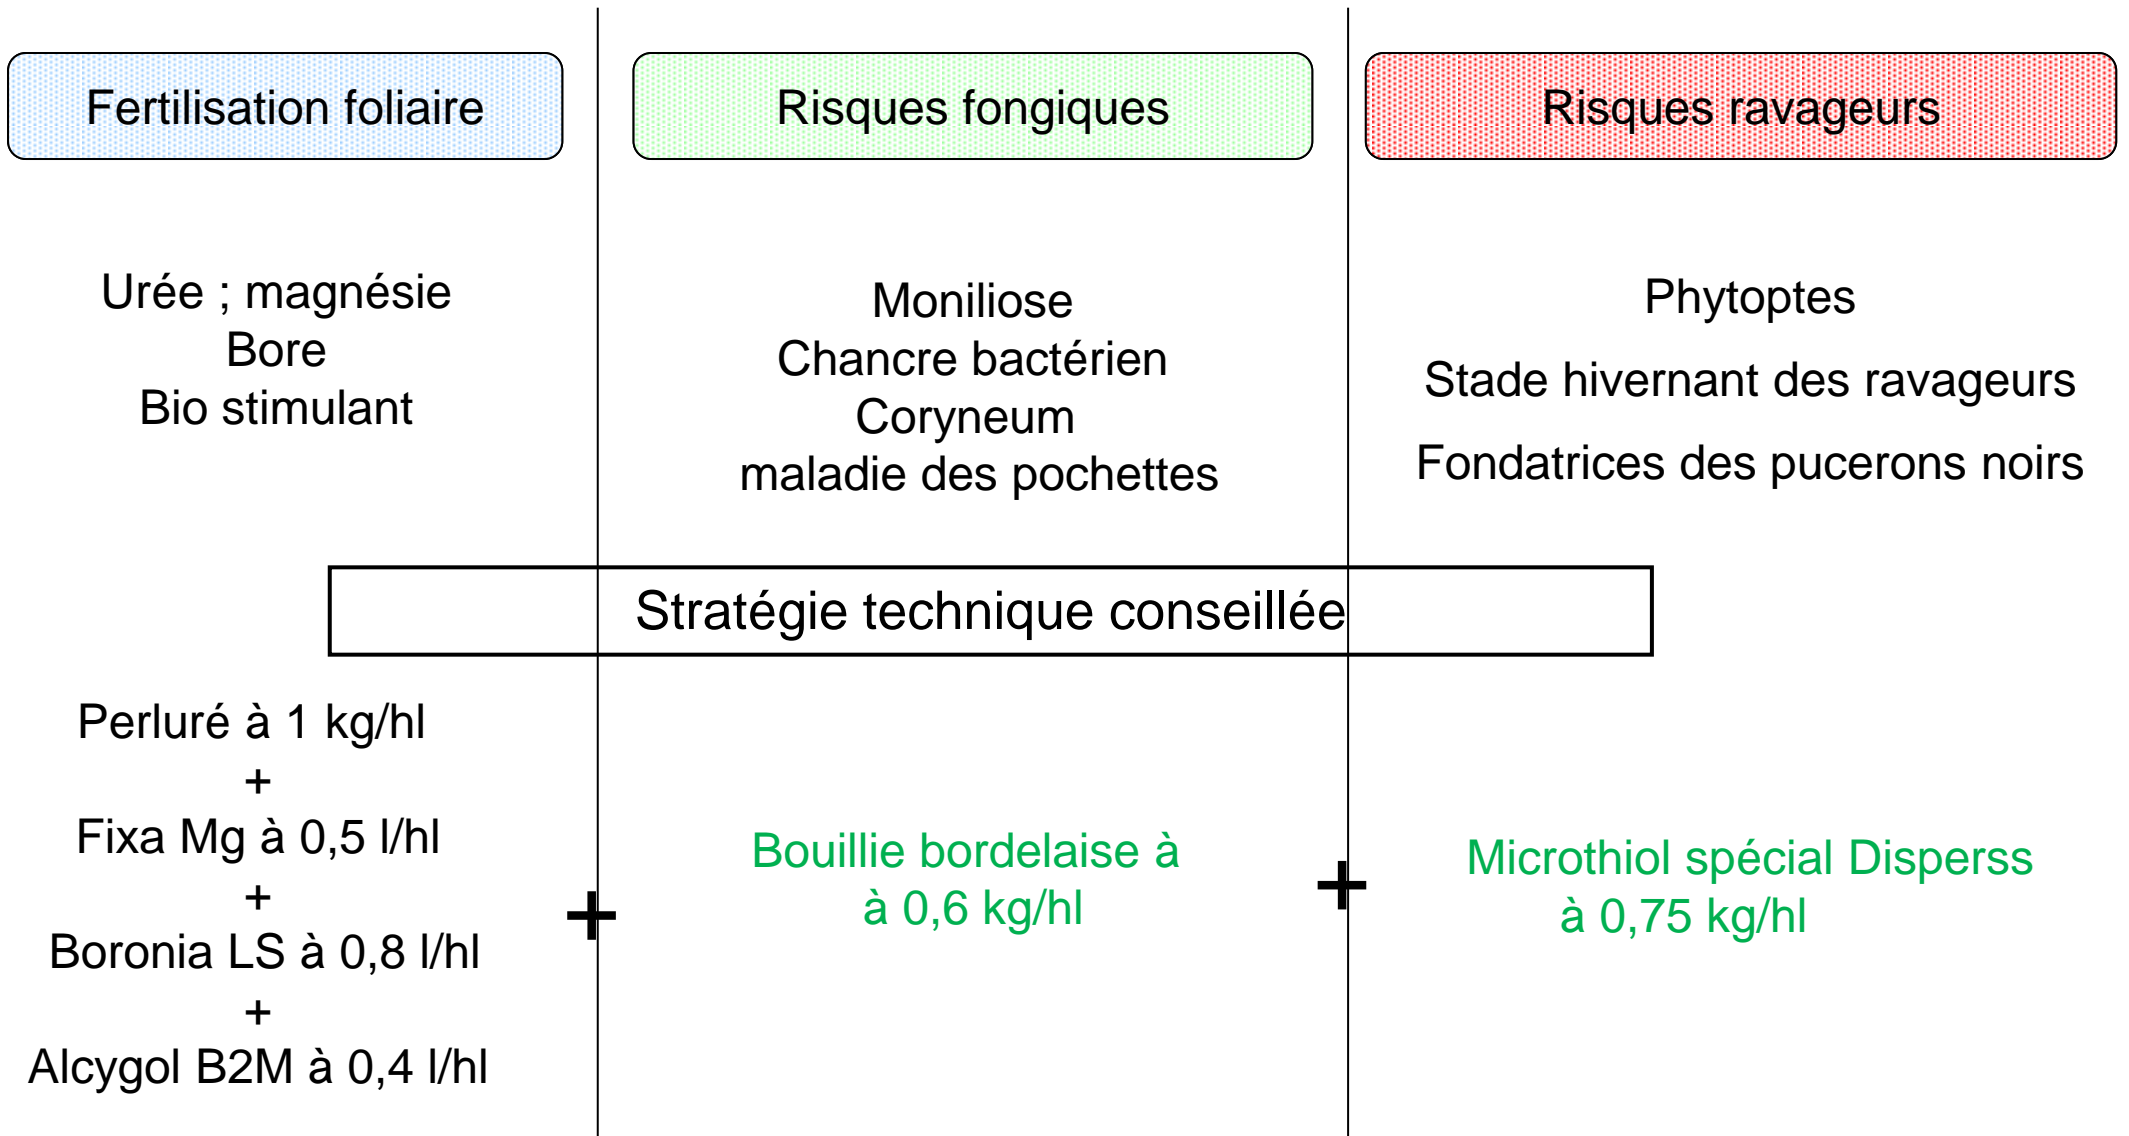 Fertilisation foliaire
Risques fongiques
Risques ravageurs
Urée ; magnésie
Bore
Bio stimulant
Moniliose
Chancre bactérien
Coryneum
maladie des pochettes
Phytoptes
Stade hivernant des ravageurs
Fondatrices des pucerons noirs
Stratégie technique conseillée
Perluré à 1 kg/hl
+
Fixa Mg à 0,5 l/hl
+
Boronia LS à 0,8 l/hl
+
Alcygol B2M à 0,4 l/hl
+
Bouillie bordelaise à
à 0,6 kg/hl
+
Microthiol spécial Disperss
à 0,75 kg/hl